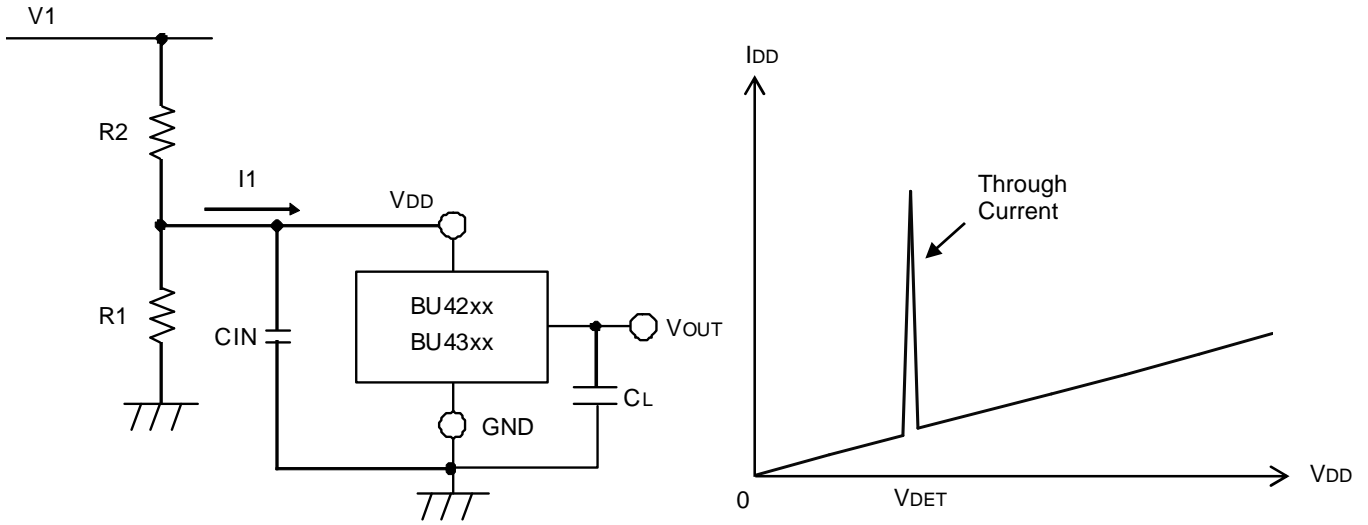 V1
R2
I1
VDD
R1
CIN
BU42xx
BU43xx
VOUT
CL
GND
IDD
Through
Current
0
VDET
VDD